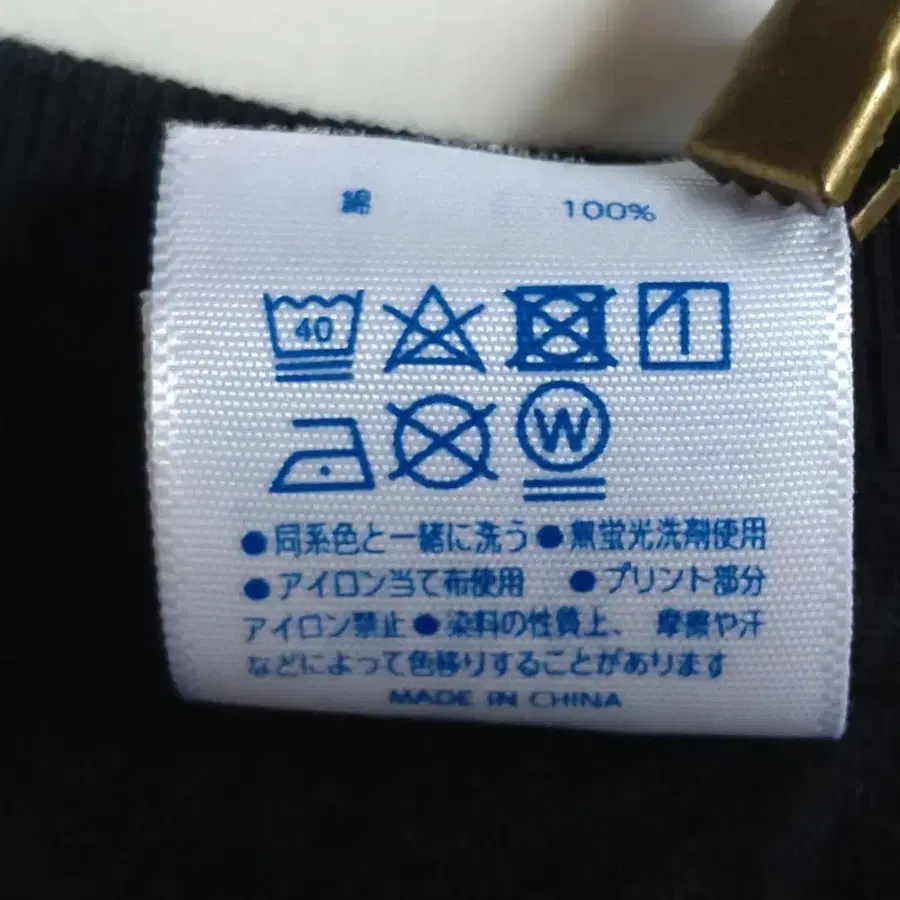 綿 100%
40
W
●同系色と一緒に洗う ●無蛍光洗剤使用
●アイロン当て布使用 ●プリント部分
アイロン禁止 ●染料の性質上、 摩擦や汗
などによって色移りすることがあります
MADE IN CHINA